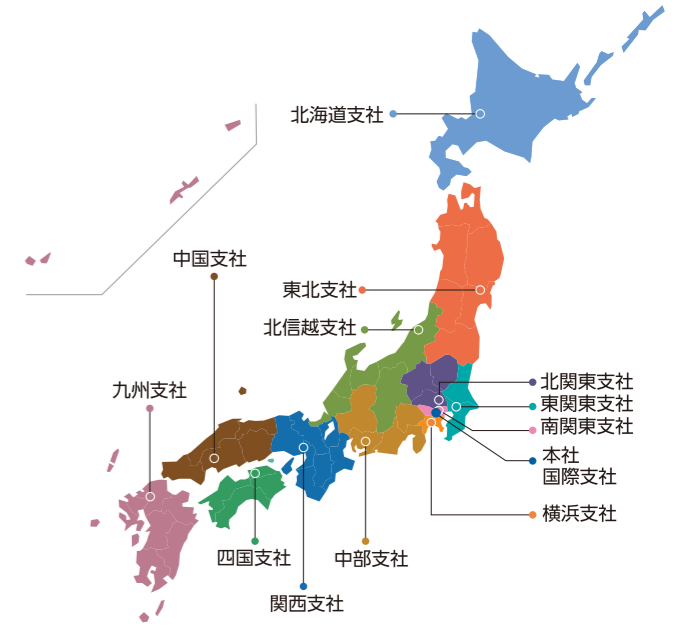 北海道支社
中国支社
東北支社
北信越支社
九州支社
北関東支社
東関東支社
南関東支社
本社
国際支社
横浜支社
四国支社
中部支社
関西支社